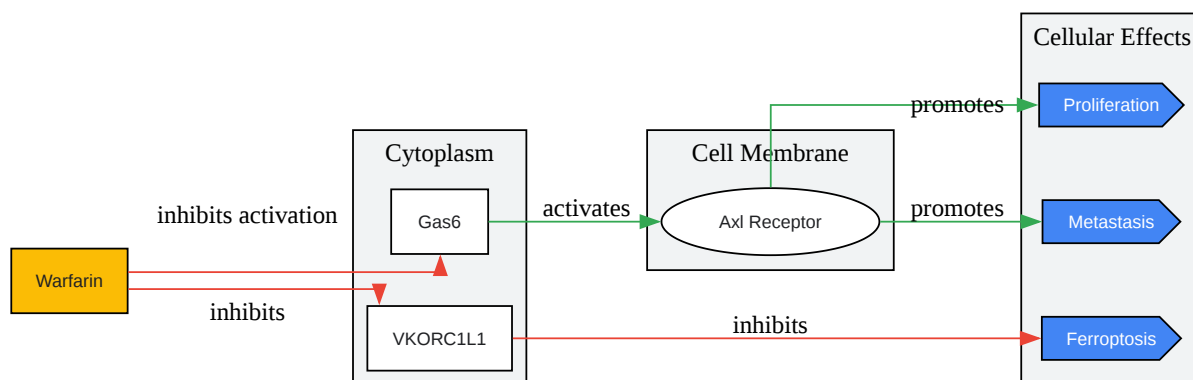 Cellular Effects
promotes
Proliferation
Cytoplasm
Cell Membrane
inhibits activation
Gas6
activates
Axl Receptor
promotes
Metastasis
Warfarin
inhibits
VKORC1L1
inhibits
Ferroptosis